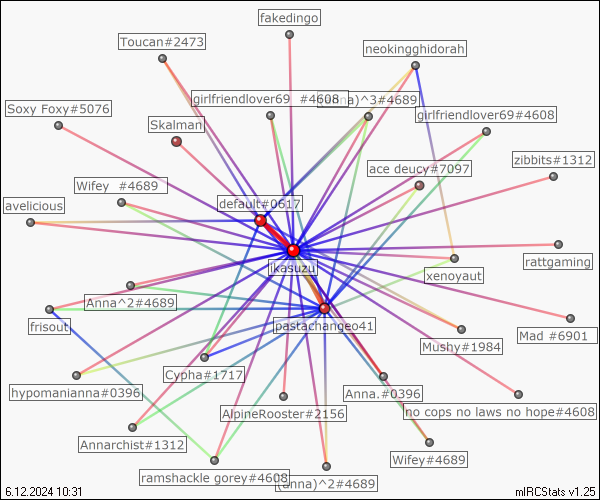 fakedingo
Toucan#2473
neokingghidorah
girlfriendlover69 #4608
(anna)^3#4689
Soxy Foxy#5076
girlfriendlover69#4608
Skalman
ace deucy#7097
zibbits#1312
Wifey #4689
avelicious
default#0617
ikasuzu
xenoyaut
rattgaming
Anna^2#4689
frisout
pastachangeo41
Mushy#1984
Mad #6901
Cypha#1717
hypomanianna#0396
Anna.#0396
AlpineRooster#2156
no cops no laws no hope#4608
Annarchist#1312
Wifey#4689
ramshackle gorey#4608
(anna)^2#4689
6.12.2024 10:31
mIRCStats v1.25